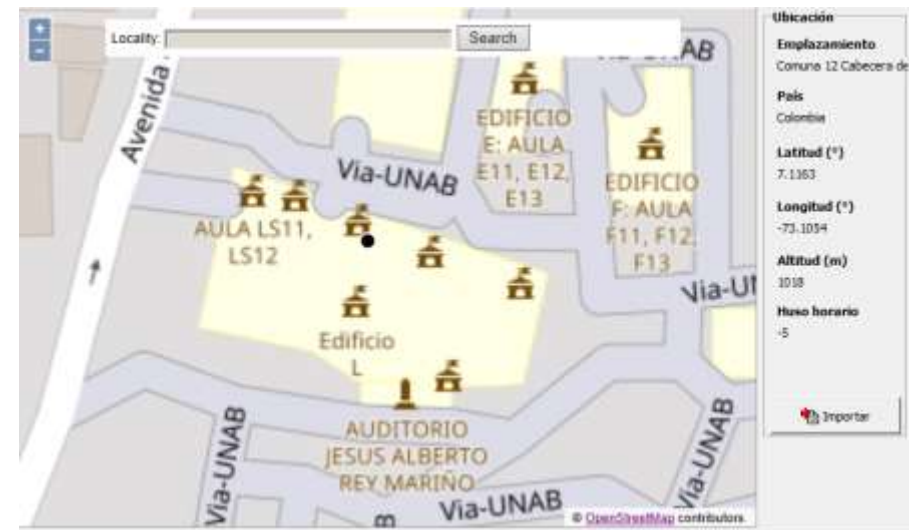 Locality:
Search
Avenida
Via-UNAB
AB
EDIFICIO
E: AULA
E11, E12,
E13
EDIFICIO
F: AULA
F11, F12,
F13
AULA LS11,
LS12
Edificio
L
Via-UN
AUDITORIO
JESUS ALBERTO
REY MARIÑO
Via-UNAB
Via-UNAB
Via-UNAB
© OpenStreetMap contributors
Ubicación
Emplazamiento
Comuna 12 Cabecera de
País
Colombia
Latitud (°)
7.1163
Longitud (°)
-73.1054
Altitud (m)
1018
Huso horario
-5
Importar